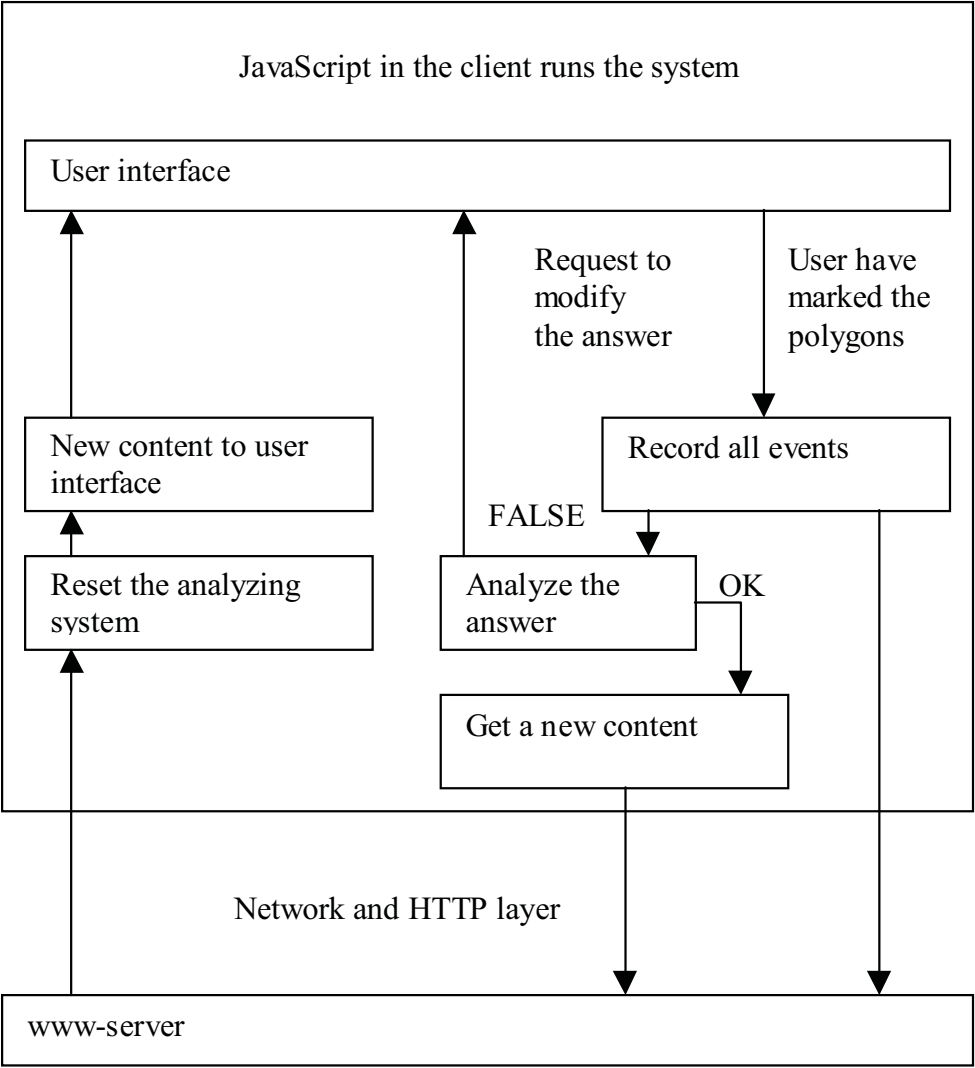 JavaScript in the client runs the system
User interface
Request to
modify
the answer
User have
marked the
polygons
New content to user
interface
Record all events
FALSE
Reset the analyzing
system
Analyze the
answer
OK
Get a new content
Network and HTTP layer
www-server